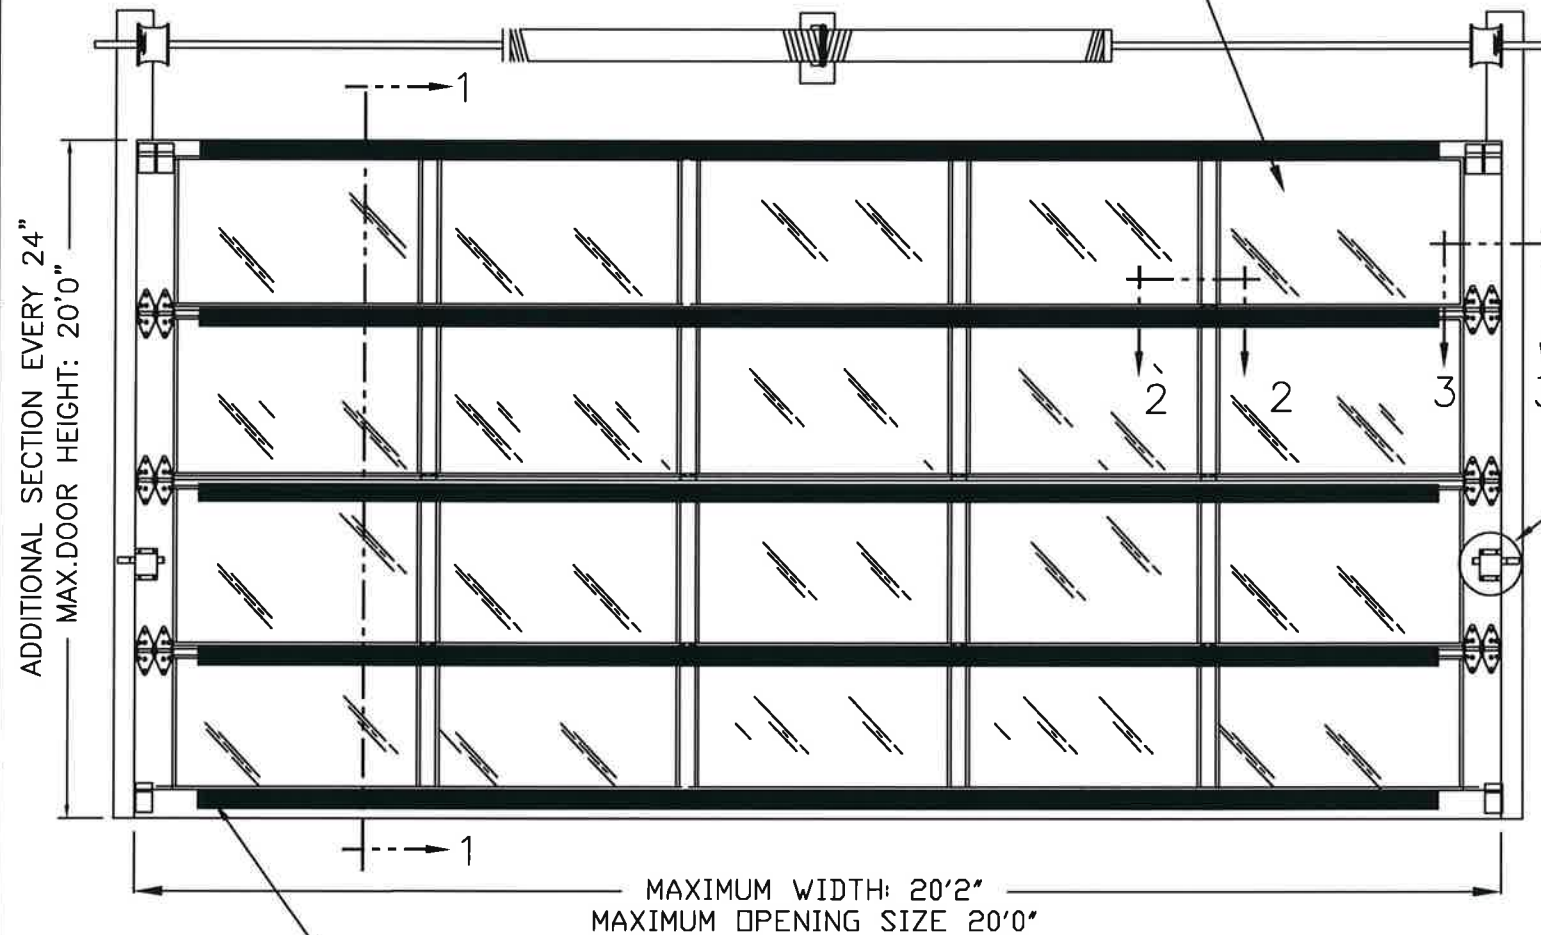 1
ADDITIONAL SECTION EVERY 24"
MAX.DOOR HEIGHT: 20'0"
2
2
3
1
MAXIMUM WIDTH: 20'2"
MAXIMUM OPENING SIZE 20'0"